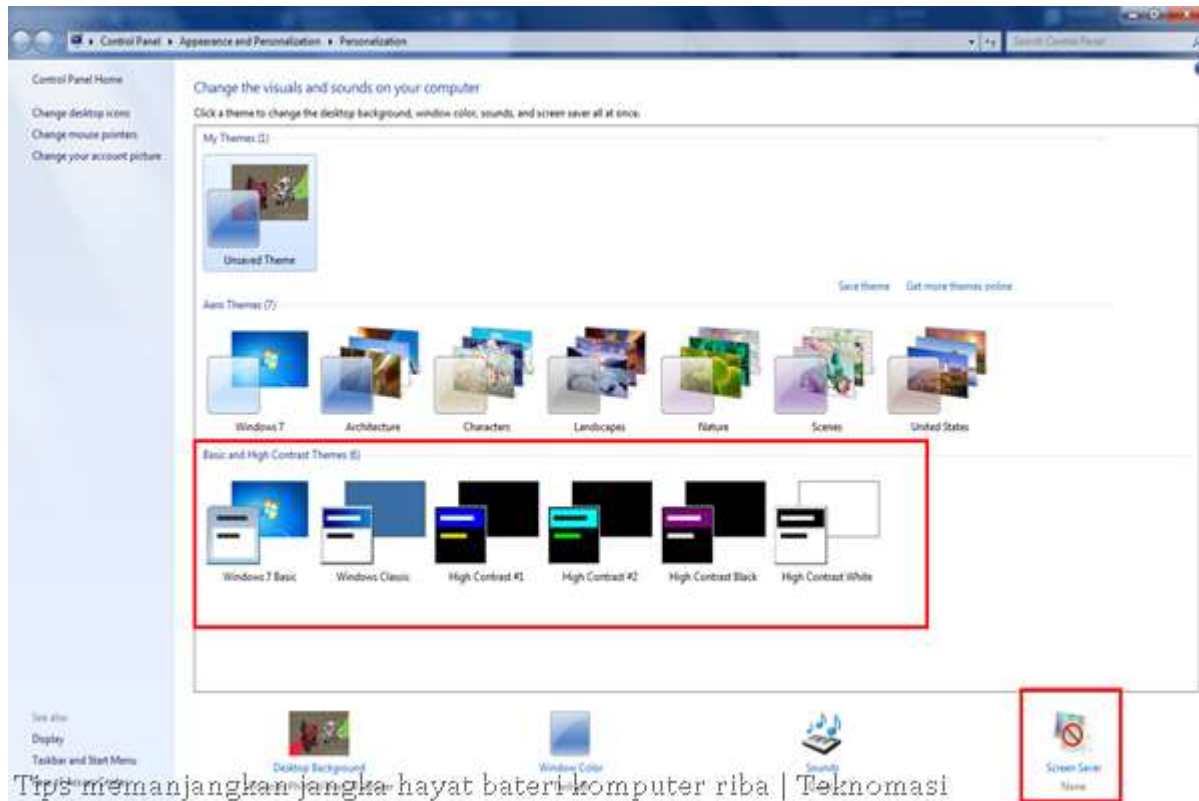 Control Panel ▸ Appearance and Personalization ▸ Personalization
Search Control Panel
Control Panel Home
Change desktop icons
Change mouse pointers
Change your account picture
Change the visuals and sounds on your computer
Click a theme to change the desktop background, window color, sounds, and screen saver all at once.
My Themes (1)
Unsaved Theme
Save theme Get more themes online
Aero Themes (7)
Windows 7 Architecture Characters Landscapes Nature Scenes United States
Basic and High Contrast Themes (6)
Windows 7 Basic Windows Classic High Contrast #1 High Contrast #2 High Contrast Black High Contrast White
See also
Display
Taskbar and Start Menu
Desktop Background Window Color Sounds Screen Saver
None
Tips memanjangkan jangka hayat bateri komputer riba | Teknomasi